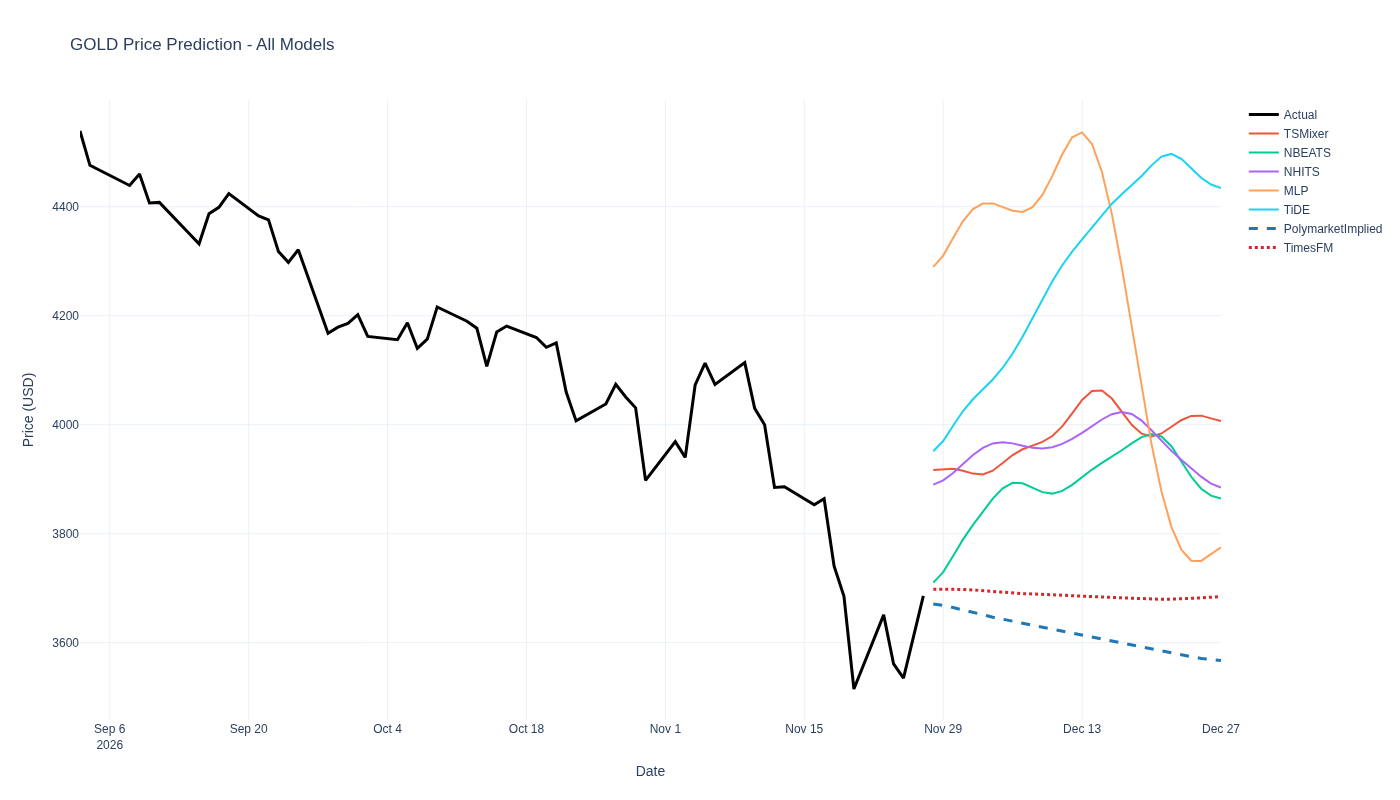 GOLD Price Prediction - All Models
Actual
TSMixer
NBEATS
NHITS
MLP
TiDE
PolymarketImplied
TimesFM
Price (USD)
4400
4200
4000
3800
3600
Sep 6
2026
Sep 20
Oct 4
Oct 18
Nov 1
Nov 15
Nov 29
Dec 13
Dec 27
Date